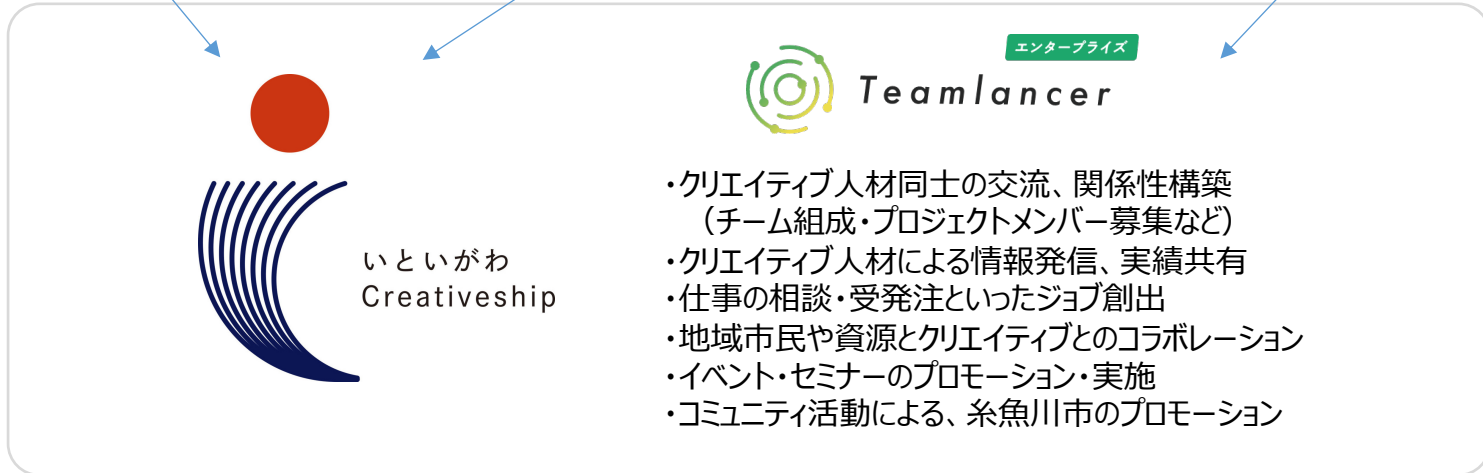 エンタープライズ
Teamlancer
いといがわ
Creativeship
・クリエイティブ人材同士の交流、関係性構築
（チーム組成・プロジェクトメンバー募集など）
・クリエイティブ人材による情報発信、実績共有
・仕事の相談・受発注といったジョブ創出
・地域市民や資源とクリエイティブとのコラボレーション
・イベント・セミナーのプロモーション・実施
・コミュニティ活動による、糸魚川市のプロモーション